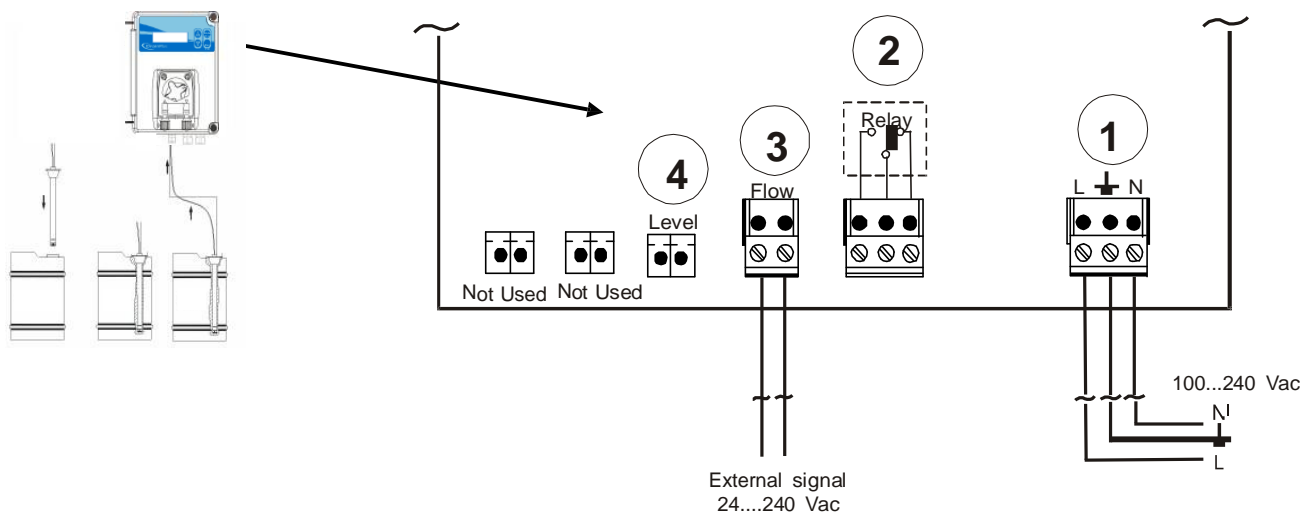 2
Relay
1
3
4
Flow
L N
Level
Not Used Not Used
100...240 Vac
N
L
External signal
24....240 Vac